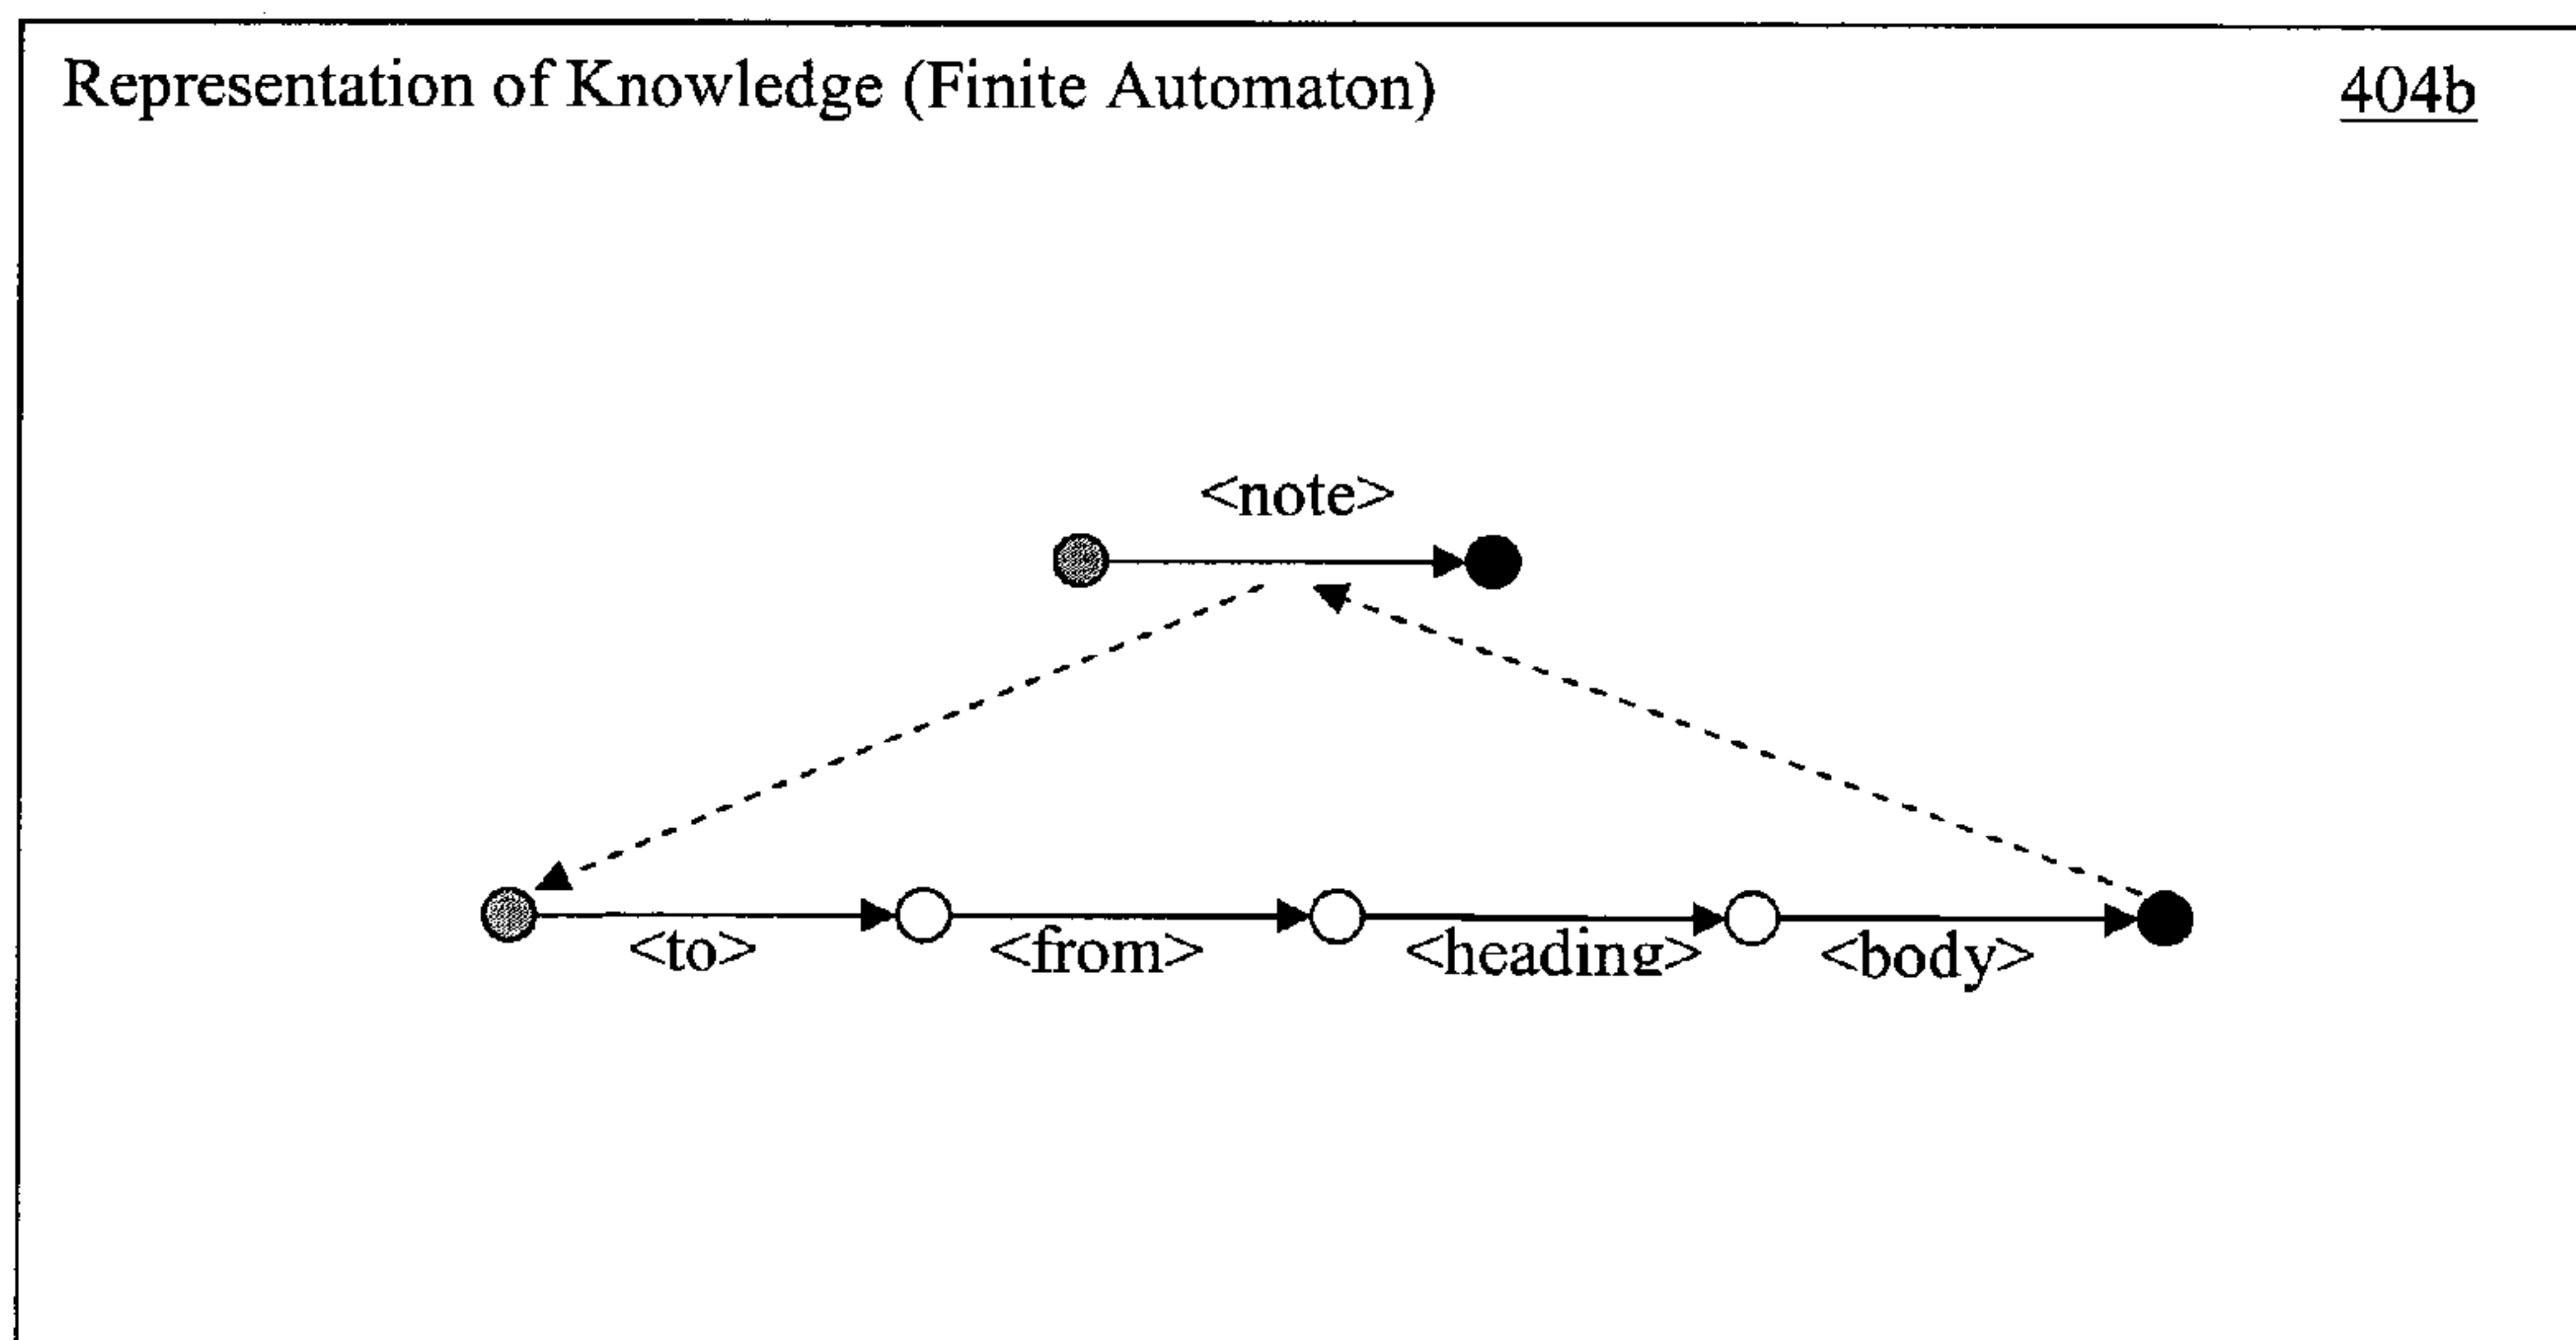 Representation of Knowledge (Finite Automaton) 404b
<note>
<to> <from> <heading> <body>